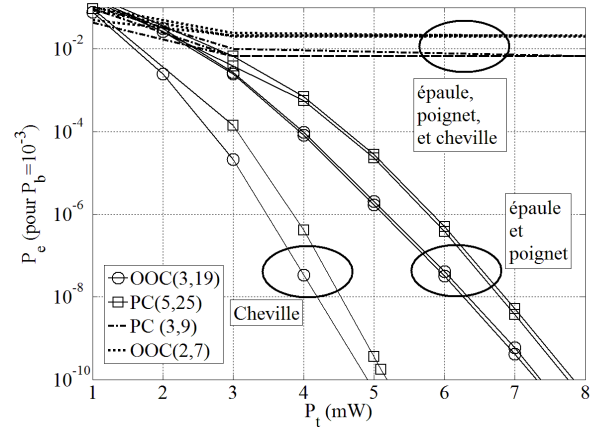 10^-2
10^-4
10^-6
10^-8
10^-10
P_e (pour P_b=10^-3)
épaule,
poignet,
et cheville
épaule
et
poignet
Cheville
OOC(3,19)
PC(5,25)
PC (3,9)
OOC(2,7)
1 2 3 4 5 6 7 8
P_t (mW)